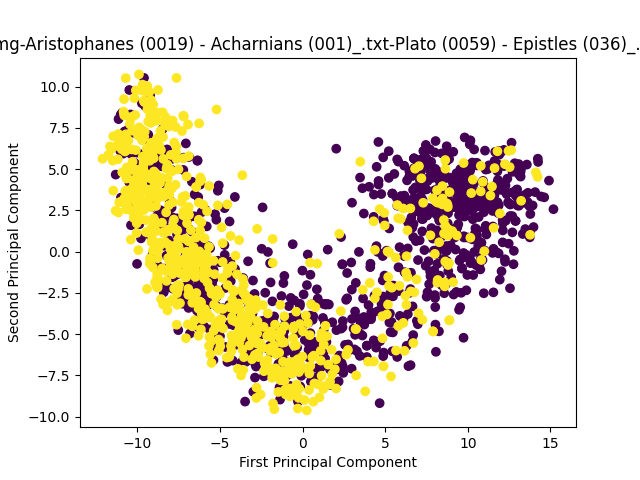 mg-Aristophanes (0019) - Acharnians (001)_.txt-Plato (0059) - Epistles (036)_.
Second Principal Component
10.0
7.5
5.0
2.5
0.0
−2.5
−5.0
−7.5
−10.0
−10 −5 0 5 10 15
First Principal Component